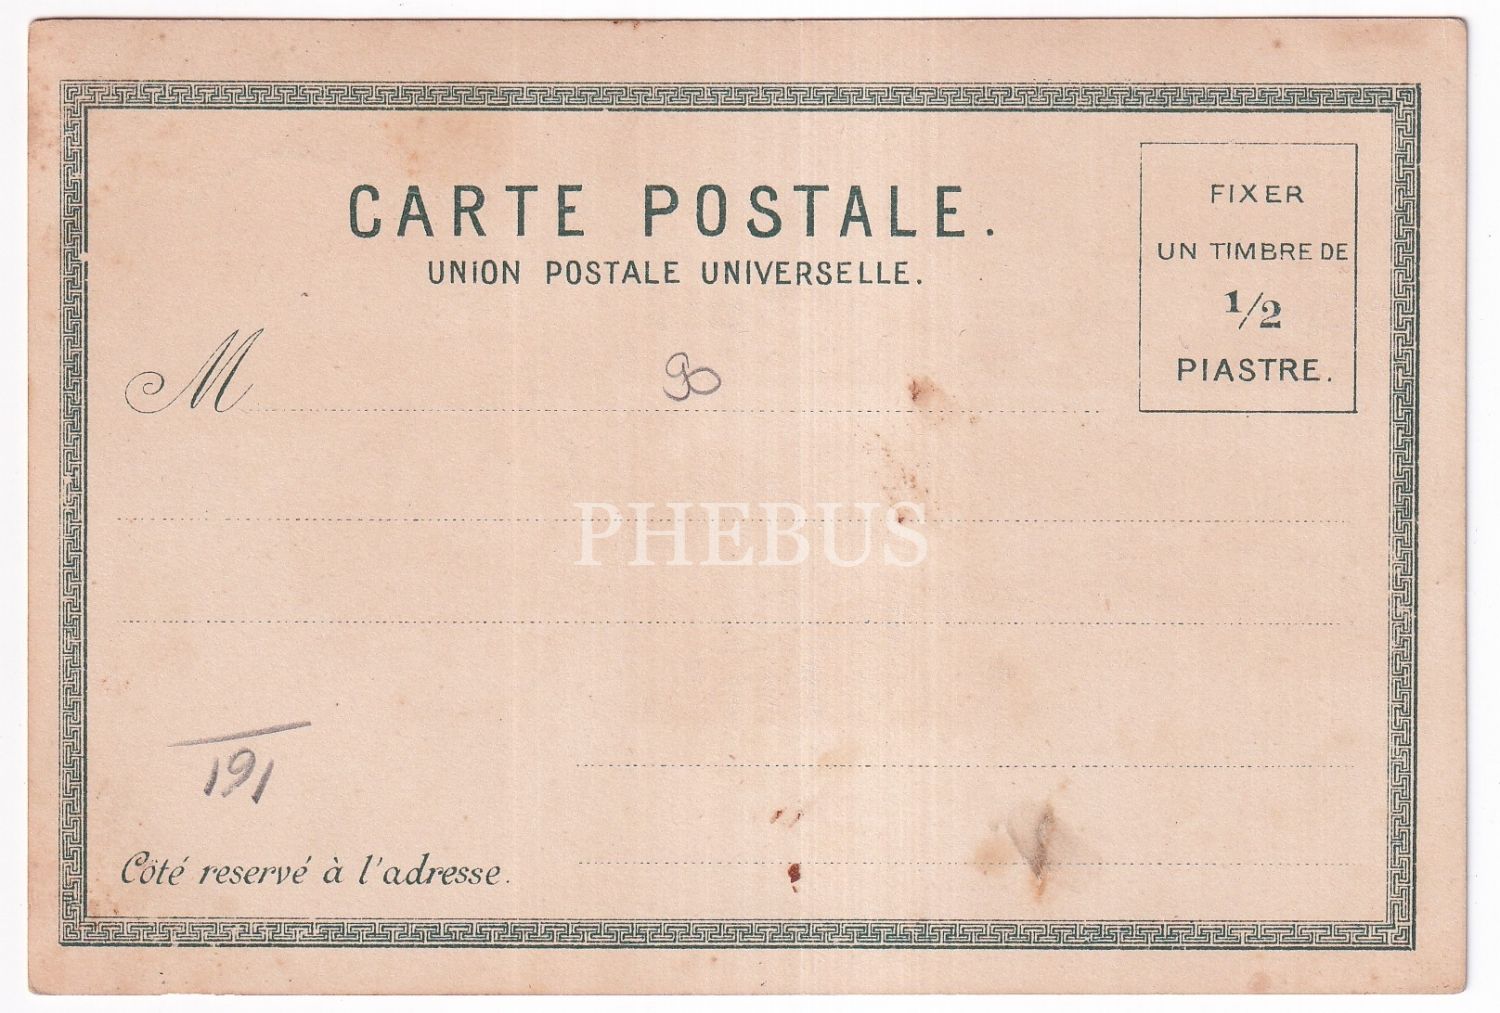 CARTE POSTALE.
UNION POSTALE UNIVERSELLE.
FIXER
UN TIMBRE DE
1/2
PIASTRE.
M
90
PHEBUS
191
Côté reservé à l'adresse.